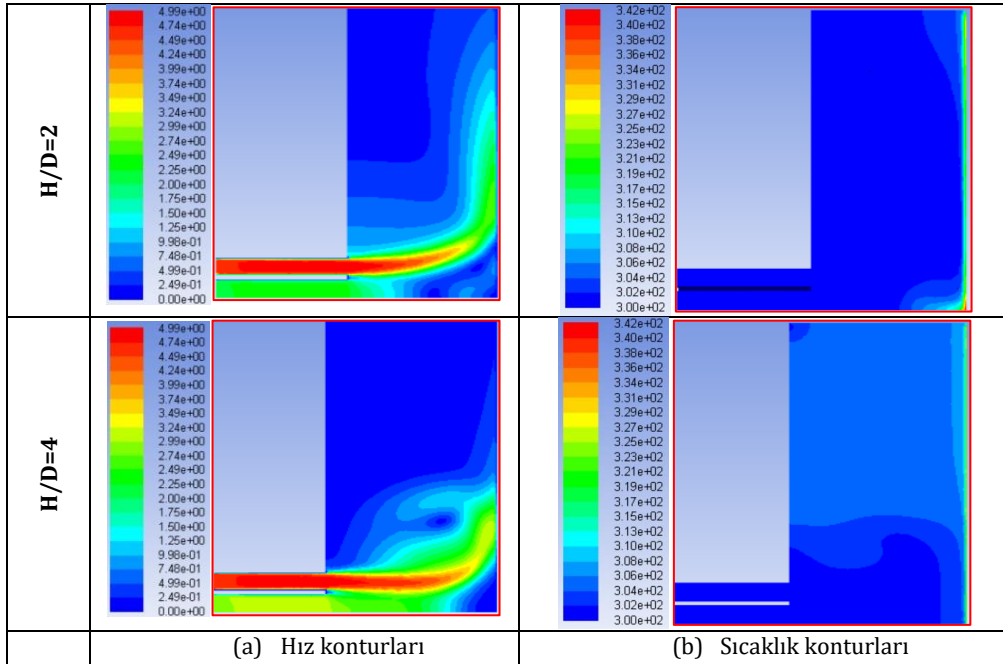 H/D=2
4.99e+00
4.74e+00
4.49e+00
4.24e+00
3.99e+00
3.74e+00
3.49e+00
3.24e+00
2.99e+00
2.74e+00
2.49e+00
2.25e+00
2.00e+00
1.75e+00
1.50e+00
1.25e+00
9.98e-01
7.48e-01
4.99e-01
2.49e-01
0.00e+00
3.42e+02
3.40e+02
3.38e+02
3.36e+02
3.34e+02
3.31e+02
3.29e+02
3.27e+02
3.25e+02
3.23e+02
3.21e+02
3.19e+02
3.17e+02
3.15e+02
3.13e+02
3.10e+02
3.08e+02
3.06e+02
3.04e+02
3.02e+02
3.00e+02
H/D=4
4.99e+00
4.74e+00
4.49e+00
4.24e+00
3.99e+00
3.74e+00
3.49e+00
3.24e+00
2.99e+00
2.74e+00
2.49e+00
2.25e+00
2.00e+00
1.75e+00
1.50e+00
1.25e+00
9.98e-01
7.48e-01
4.99e-01
2.49e-01
0.00e+00
3.42e+02
3.40e+02
3.38e+02
3.36e+02
3.34e+02
3.31e+02
3.29e+02
3.27e+02
3.25e+02
3.23e+02
3.21e+02
3.19e+02
3.17e+02
3.15e+02
3.13e+02
3.10e+02
3.08e+02
3.06e+02
3.04e+02
3.02e+02
3.00e+02
(a) Hız konturları
(b) Sıcaklık konturları